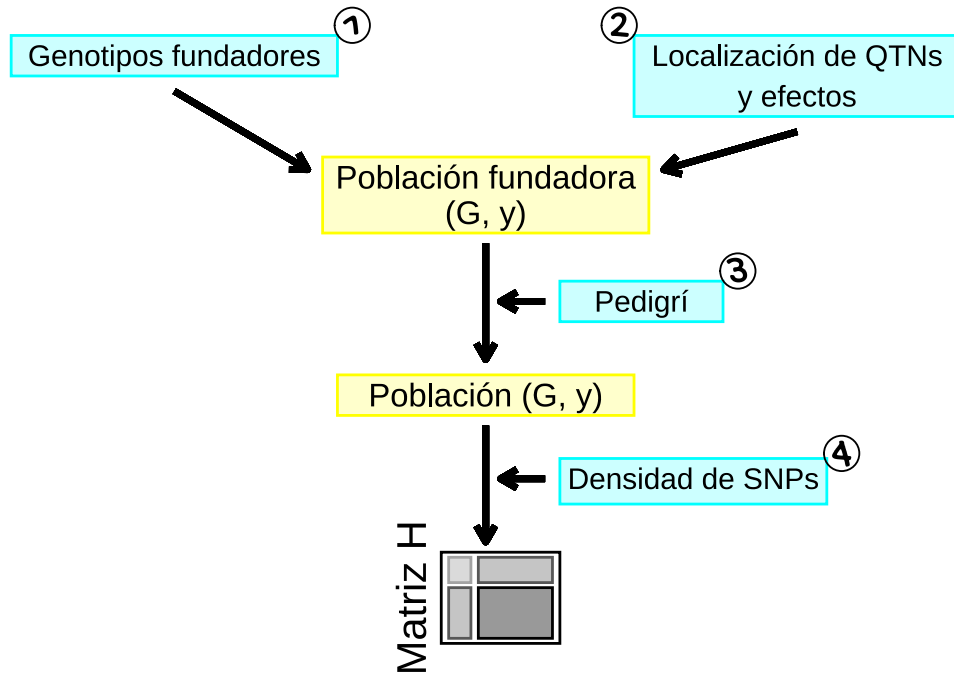 1
Genotipos fundadores
2
Localización de QTNs
y efectos
Población fundadora
(G, y)
3
Pedigrí
Población (G, y)
4
Densidad de SNPs
Matriz H